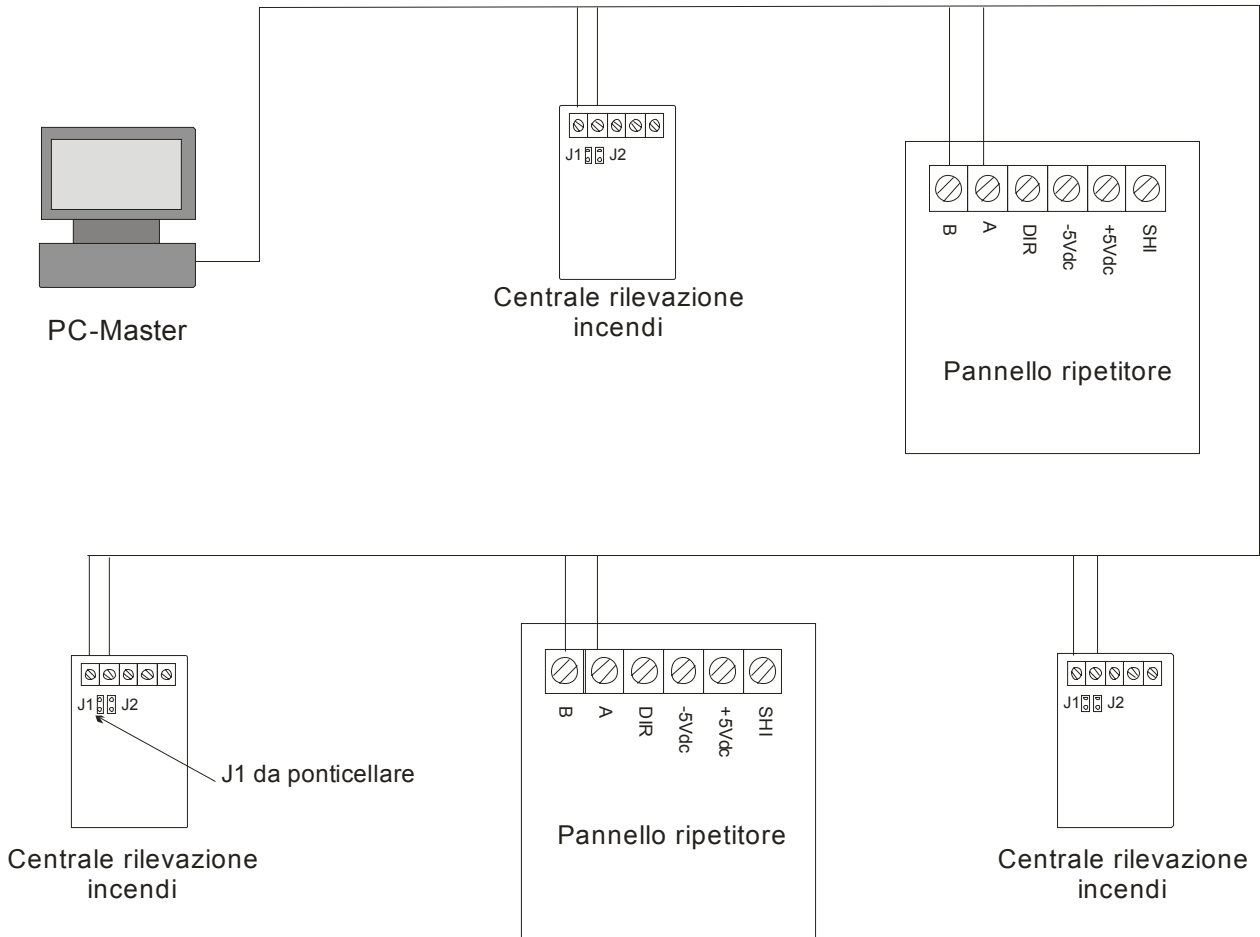 J1 J2
PC-Master
Centrale rilevazione
incendi
B
A
DIR
-5Vdc
+5Vdc
SHI
Pannello ripetitore
J1 J2
J1 da ponticellare
Centrale rilevazione
incendi
B
A
DIR
-5Vdc
+5Vdc
SHI
Pannello ripetitore
J1 J2
Centrale rilevazione
incendi